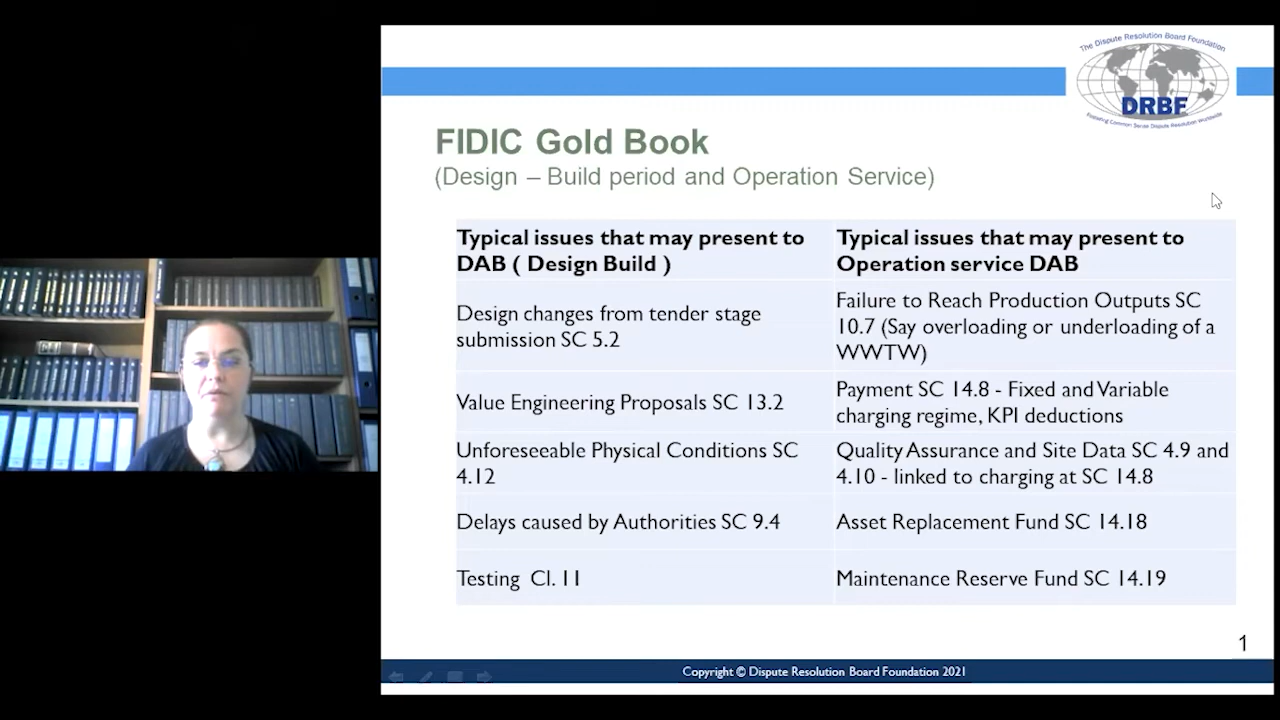 The Dispute Resolution Board Foundation
DRBF
Fostering Common Sense Dispute Resolution Worldwide
FIDIC Gold Book
(Design – Build period and Operation Service)
Typical issues that may present to
DAB ( Design Build )
Typical issues that may present to
Operation service DAB
Design changes from tender stage
submission SC 5.2
Failure to Reach Production Outputs SC
10.7 (Say overloading or underloading of a
WWTW)
Value Engineering Proposals SC 13.2
Payment SC 14.8 - Fixed and Variable
charging regime, KPI deductions
Unforeseeable Physical Conditions SC
4.12
Quality Assurance and Site Data SC 4.9 and
4.10 - linked to charging at SC 14.8
Delays caused by Authorities SC 9.4
Asset Replacement Fund SC 14.18
Testing Cl. 11
Maintenance Reserve Fund SC 14.19
1
Copyright © Dispute Resolution Board Foundation 2021